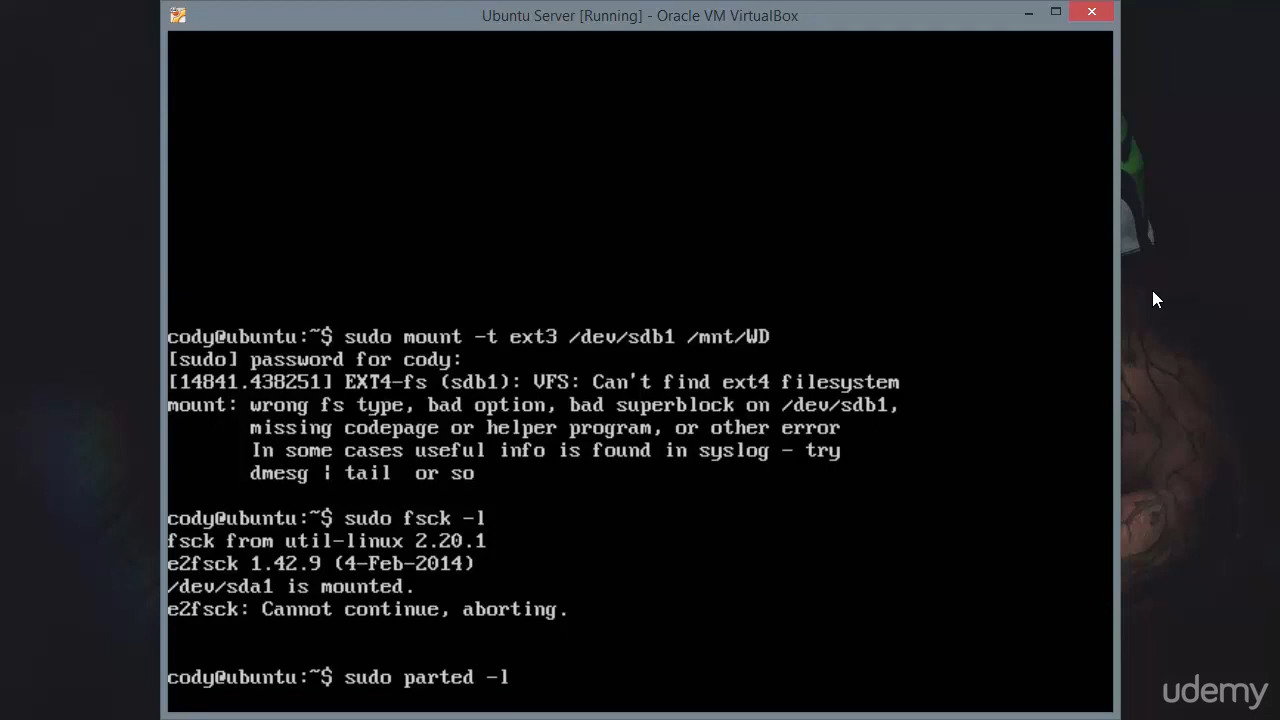 Ubuntu Server [Running] - Oracle VM VirtualBox
cody@ubuntu:~$ sudo mount -t ext3 /dev/sdb1 /mnt/WD
[sudo] password for cody:
[14841.438251] EXT4-fs (sdb1): VFS: Can't find ext4 filesystem
mount: wrong fs type, bad option, bad superblock on /dev/sdb1,
       missing codepage or helper program, or other error
       In some cases useful info is found in syslog - try
       dmesg | tail  or so
cody@ubuntu:~$ sudo fsck -l
fsck from util-linux 2.20.1
e2fsck 1.42.9 (4-Feb-2014)
/dev/sda1 is mounted.
e2fsck: Cannot continue, aborting.
cody@ubuntu:~$ sudo parted -l
udemy